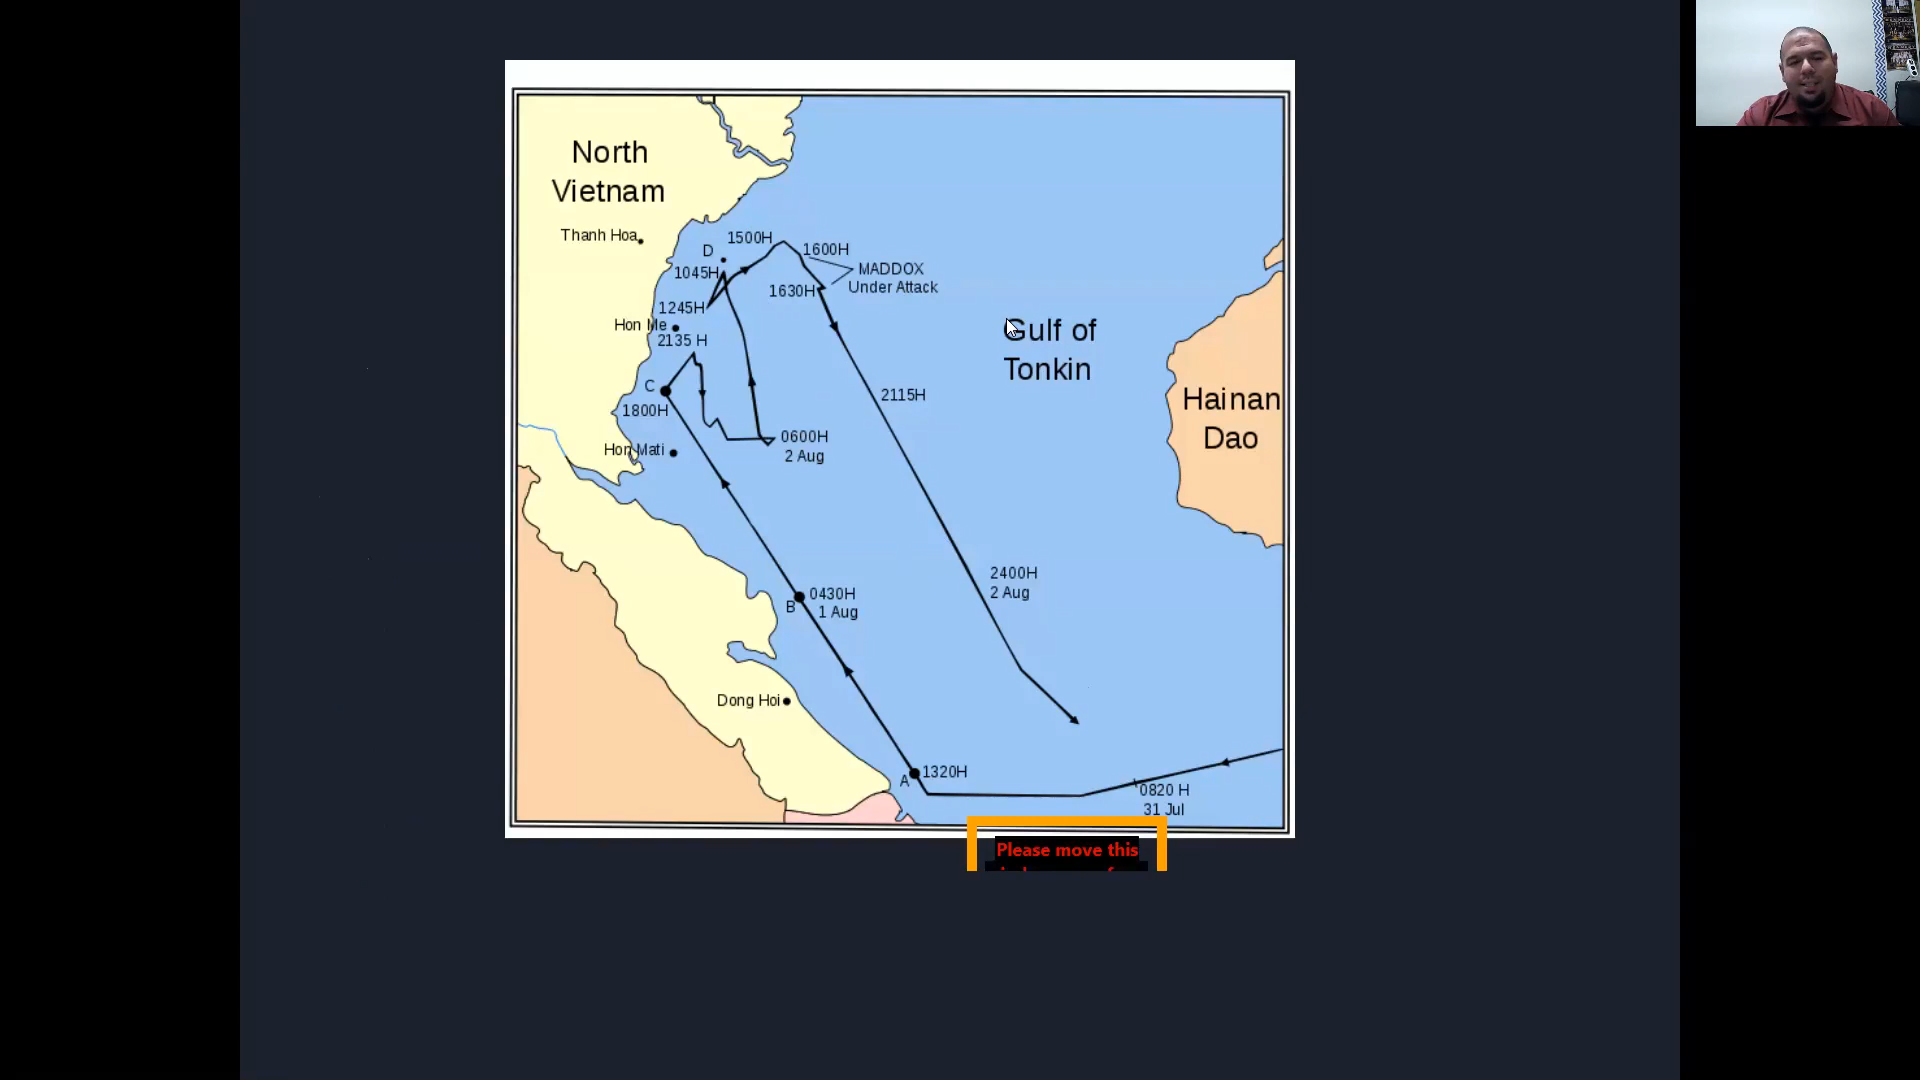 North
Vietnam
Thanh Hoa
D
1500H
1600H
1045H
MADDOX
Under Attack
1630H
1245H
Hon Me
2135 H
Gulf of
Tonkin
C
1800H
2115H
Hainan
Dao
Hon Mati
0600H
2 Aug
2400H
2 Aug
B
0430H
1 Aug
Dong Hoi
A
1320H
0820 H
31 Jul
Please move this